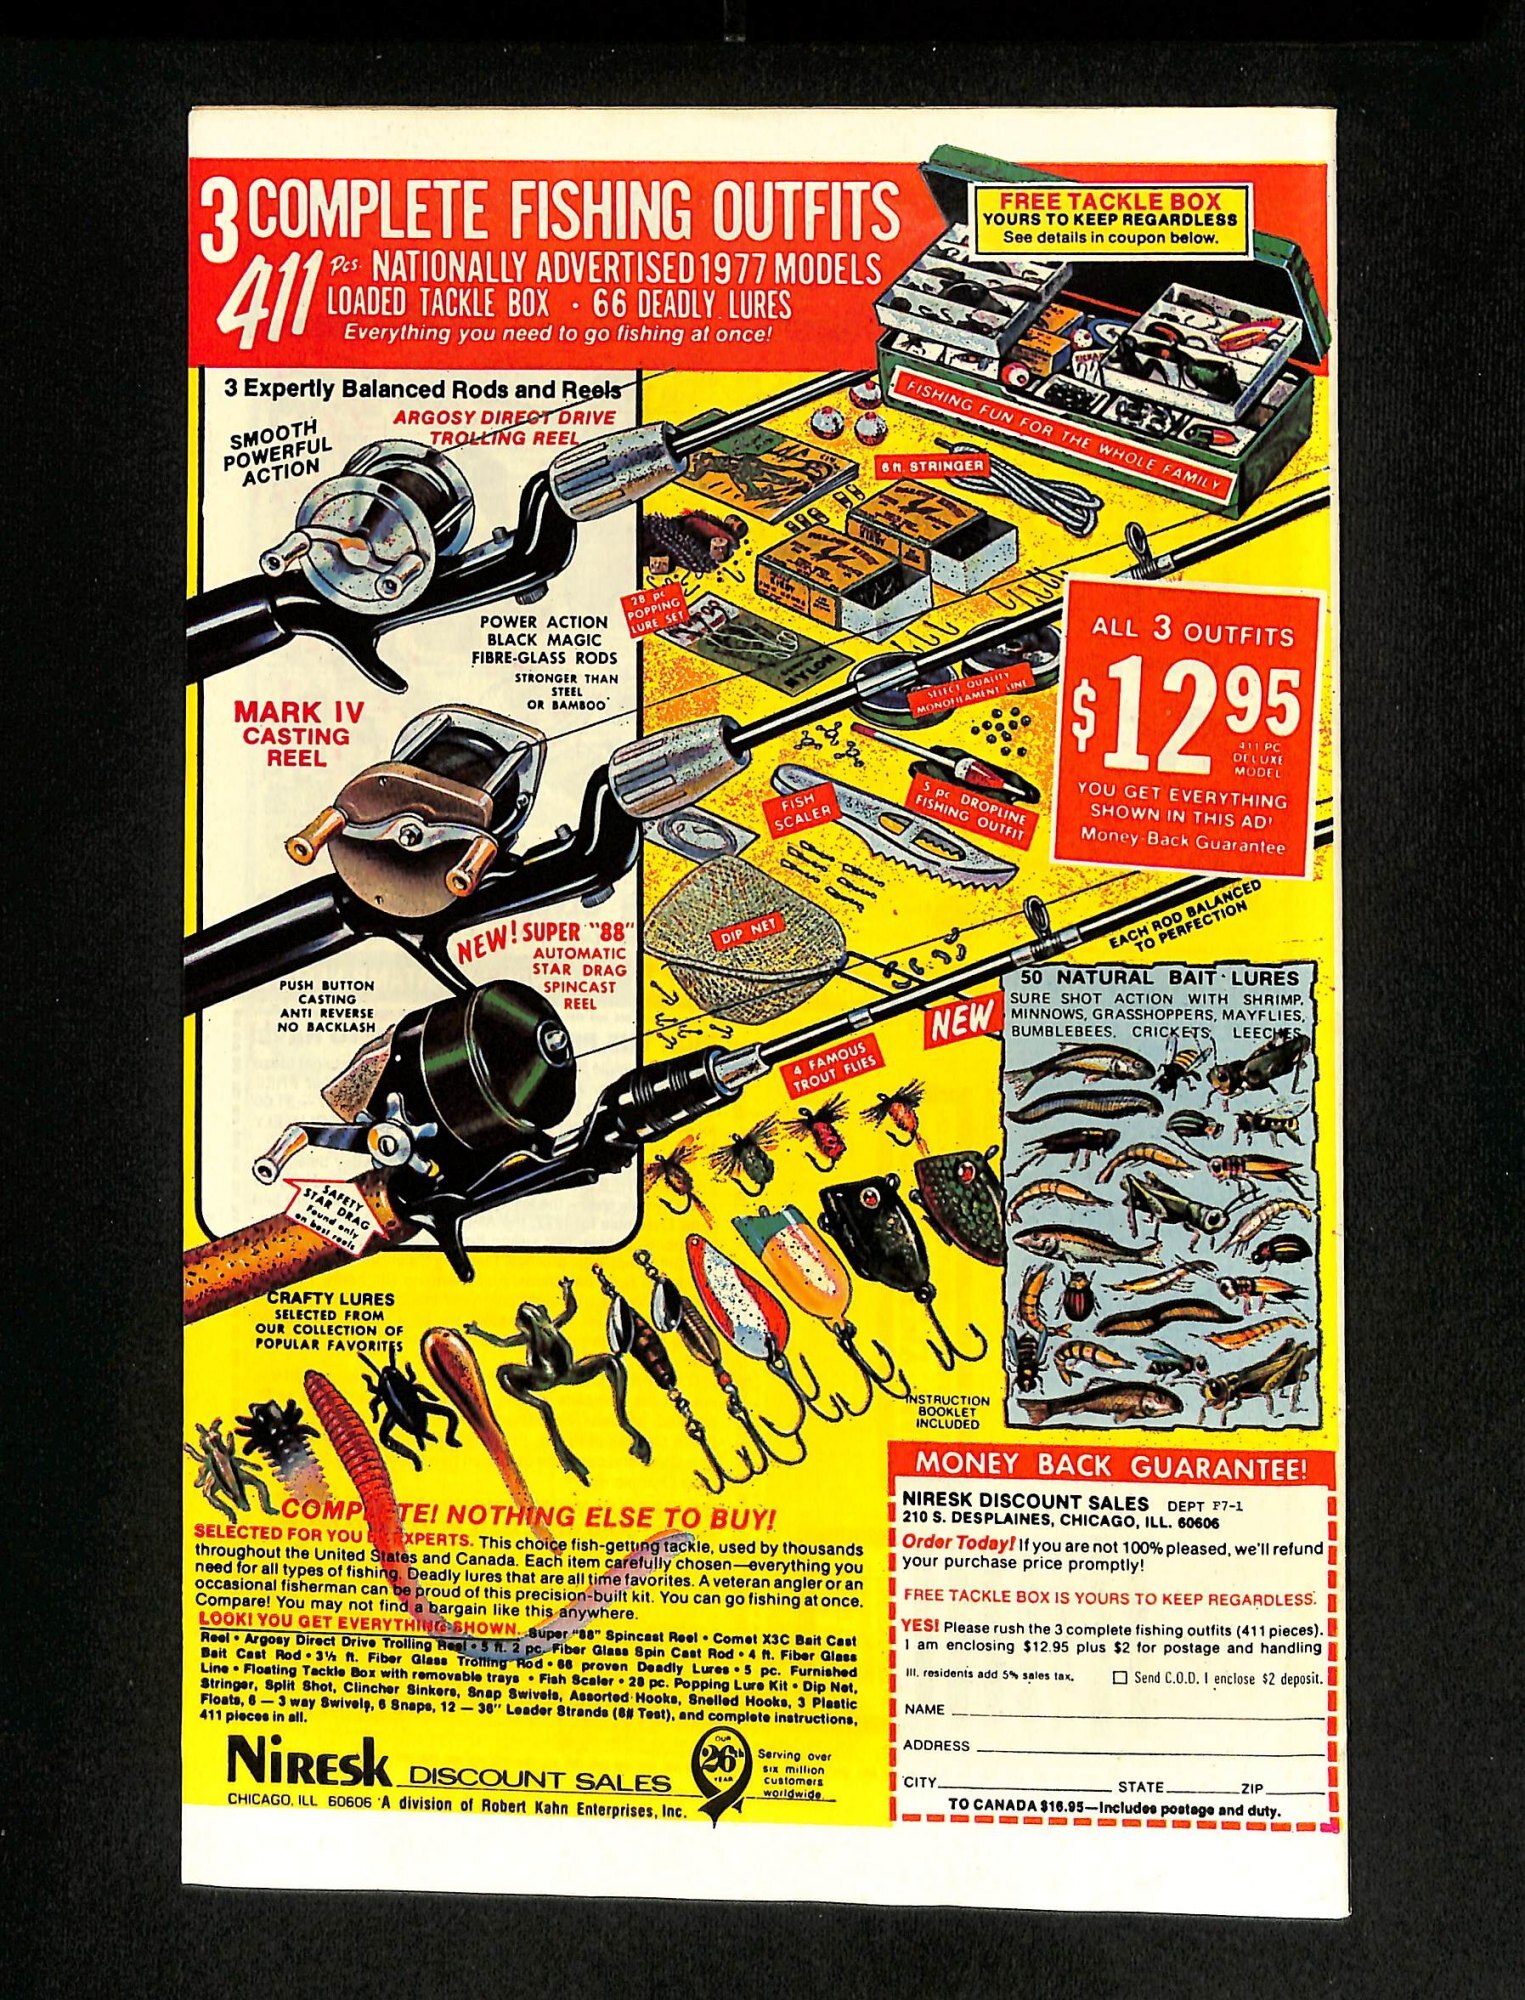 3 COMPLETE FISHING OUTFITS
411 Pcs. NATIONALLY ADVERTISED 1977 MODELS
LOADED TACKLE BOX · 66 DEADLY LURES
Everything you need to go fishing at once!
FREE TACKLE BOX
YOURS TO KEEP REGARDLESS
See details in coupon below.
FISHING FUN FOR THE WHOLE FAMILY
3 Expertly Balanced Rods and Reels
ARGOSY DIRECT DRIVE
TROLLING REEL
SMOOTH
POWERFUL
ACTION
6 ft. STRINGER
28 pc
POPPING
LURE SET
NYLON
POWER ACTION
BLACK MAGIC
FIBRE-GLASS RODS
STRONGER THAN
STEEL
OR BAMBOO
SELECT QUALITY
MONOFILAMENT LINE
ALL 3 OUTFITS
$12.95
411 PC
DELUXE
MODEL
YOU GET EVERYTHING
SHOWN IN THIS AD!
Money-Back Guarantee
MARK IV
CASTING
REEL
FISH
SCALER
5 pc DROPLINE
FISHING OUTFIT
DIP NET
EACH ROD BALANCED
TO PERFECTION
NEW! SUPER "88"
AUTOMATIC
STAR DRAG
SPINCAST
REEL
PUSH BUTTON
CASTING
ANTI REVERSE
NO BACKLASH
NEW
50 NATURAL BAIT LURES
SURE SHOT ACTION WITH SHRIMP,
MINNOWS, GRASSHOPPERS, MAYFLIES,
BUMBLEBEES, CRICKETS, LEECHES
4 FAMOUS
TROUT FLIES
SAFETY
STAR DRAG
Found only
on best reels
CRAFTY LURES
SELECTED FROM
OUR COLLECTION OF
POPULAR FAVORITES
INSTRUCTION
BOOKLET
INCLUDED
COMPLETE! NOTHING ELSE TO BUY!
SELECTED FOR YOU BY EXPERTS. This choice fish-getting tackle, used by thousands
throughout the United States and Canada. Each item carefully chosen—everything you
need for all types of fishing. Deadly lures that are all time favorites. A veteran angler or an
occasional fisherman can be proud of this precision-built kit. You can go fishing at once.
Compare! You may not find a bargain like this anywhere.
LOOK! YOU GET EVERYTHING SHOWN. Super "88" Spincast Reel • Comet X3C Bait Cast
Reel • Argosy Direct Drive Trolling Reel • 5 ft. 2 pc. Fiber Glass Spin Cast Rod • 4 ft. Fiber Glass
Bait Cast Rod • 3½ ft. Fiber Glass Trolling Rod • 66 proven Deadly Lures • 5 pc. Furnished
Line • Floating Tackle Box with removable trays • Fish Scaler • 28 pc. Popping Lure Kit • Dip Net,
Stringer, Split Shot, Clincher Sinkers, Snap Swivels, Assorted Hooks, Snelled Hooks, 3 Plastic
Floats, 6 — 3 way Swivels, 6 Snaps, 12 — 36" Leader Strands (6# Test), and complete instructions,
411 pieces in all.
NIRESK DISCOUNT SALES
CHICAGO, ILL 60606 A division of Robert Kahn Enterprises, Inc.
OUR
26th
YEAR
Serving over
six million
customers
worldwide.
MONEY BACK GUARANTEE!
NIRESK DISCOUNT SALES DEPT F7-1
210 S. DESPLAINES, CHICAGO, ILL. 60606
Order Today! If you are not 100% pleased, we'll refund
your purchase price promptly!
FREE TACKLE BOX IS YOURS TO KEEP REGARDLESS.
YES! Please rush the 3 complete fishing outfits (411 pieces).
I am enclosing $12.95 plus $2 for postage and handling
Ill. residents add 5% sales tax. Send C.O.D. I enclose $2 deposit.
NAME
ADDRESS
CITY STATE ZIP
TO CANADA $16.95—Includes postage and duty.